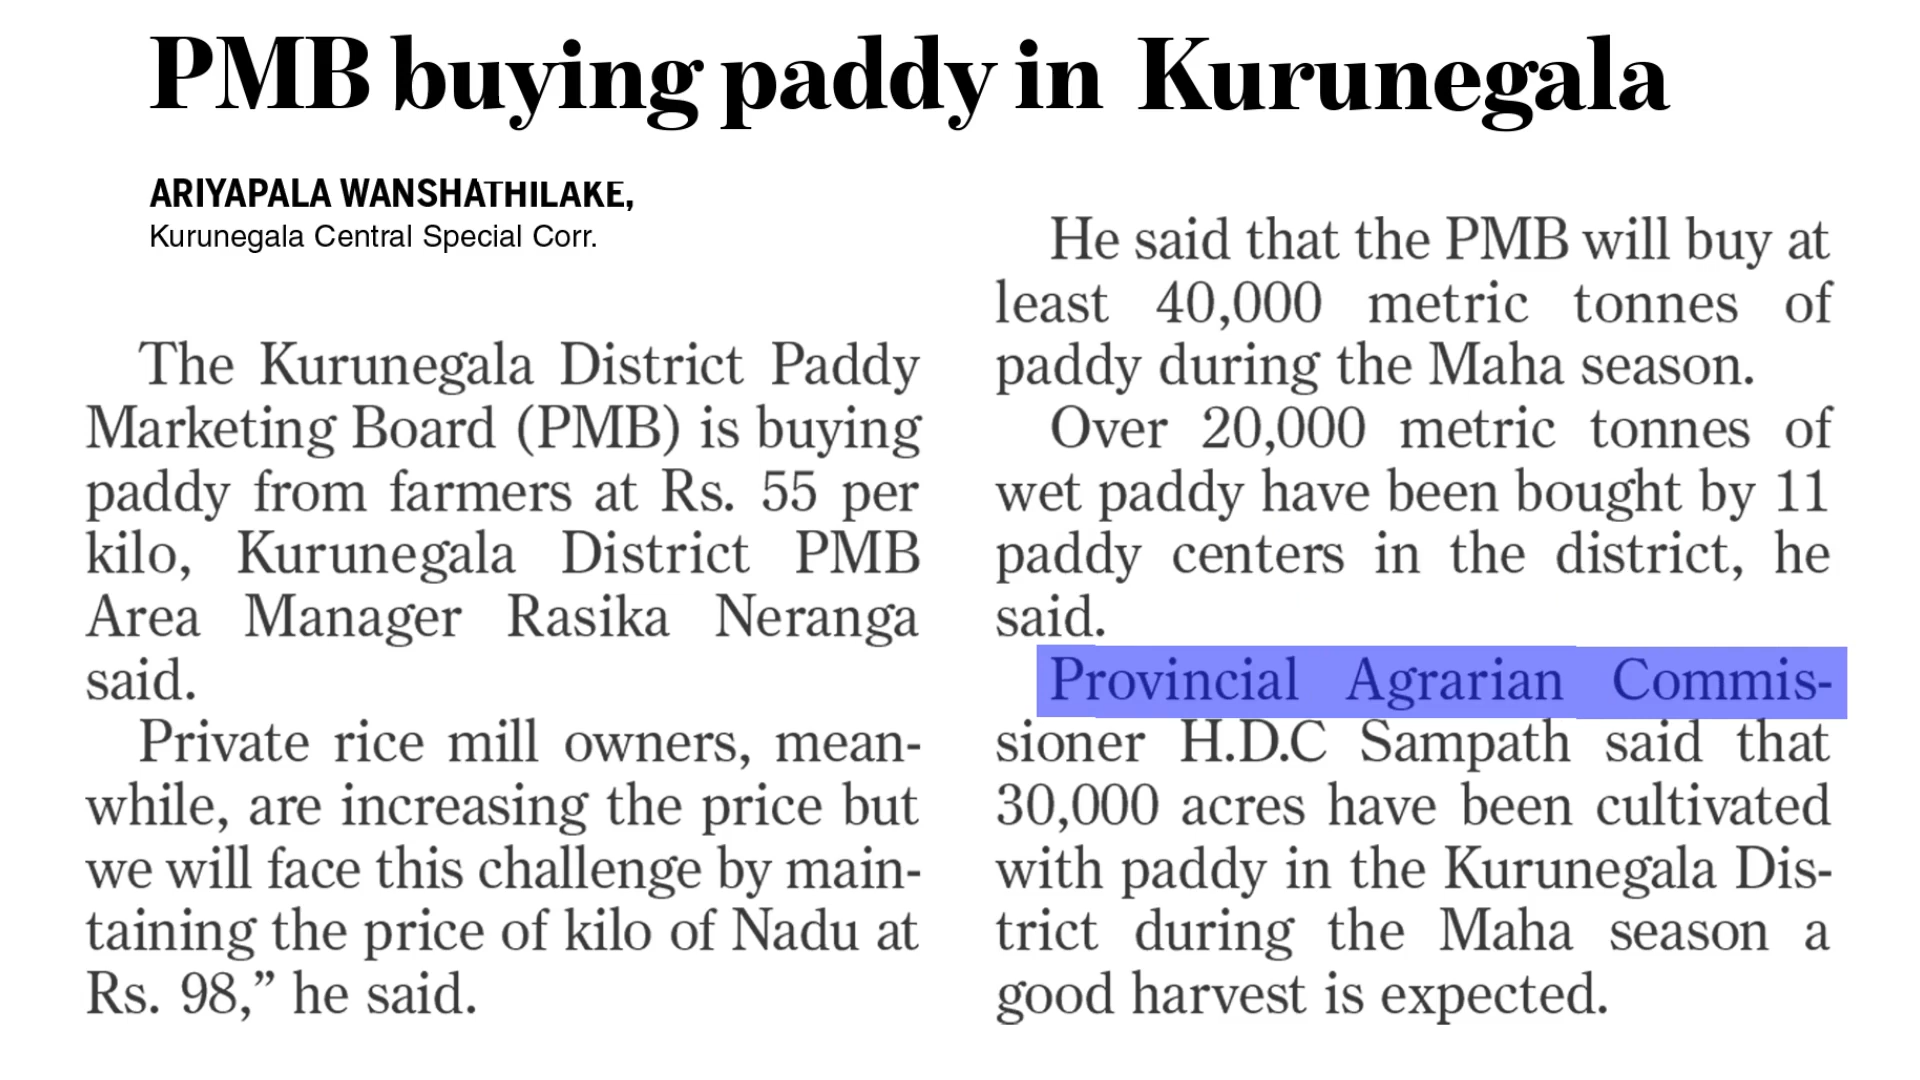 PMB buying paddy in Kurunegala
ARIYAPALA WANSHATHILAKE,
Kurunegala Central Special Corr.
The Kurunegala District Paddy
Marketing Board (PMB) is buying
paddy from farmers at Rs. 55 per
kilo, Kurunegala District PMB
Area Manager Rasika Neranga
said.
Private rice mill owners, mean-
while, are increasing the price but
we will face this challenge by main-
taining the price of kilo of Nadu at
Rs. 98,” he said.
He said that the PMB will buy at
least 40,000 metric tonnes of
paddy during the Maha season.
Over 20,000 metric tonnes of
wet paddy have been bought by 11
paddy centers in the district, he
said.
Provincial Agrarian Commis-
sioner H.D.C Sampath said that
30,000 acres have been cultivated
with paddy in the Kurunegala Dis-
trict during the Maha season a
good harvest is expected.